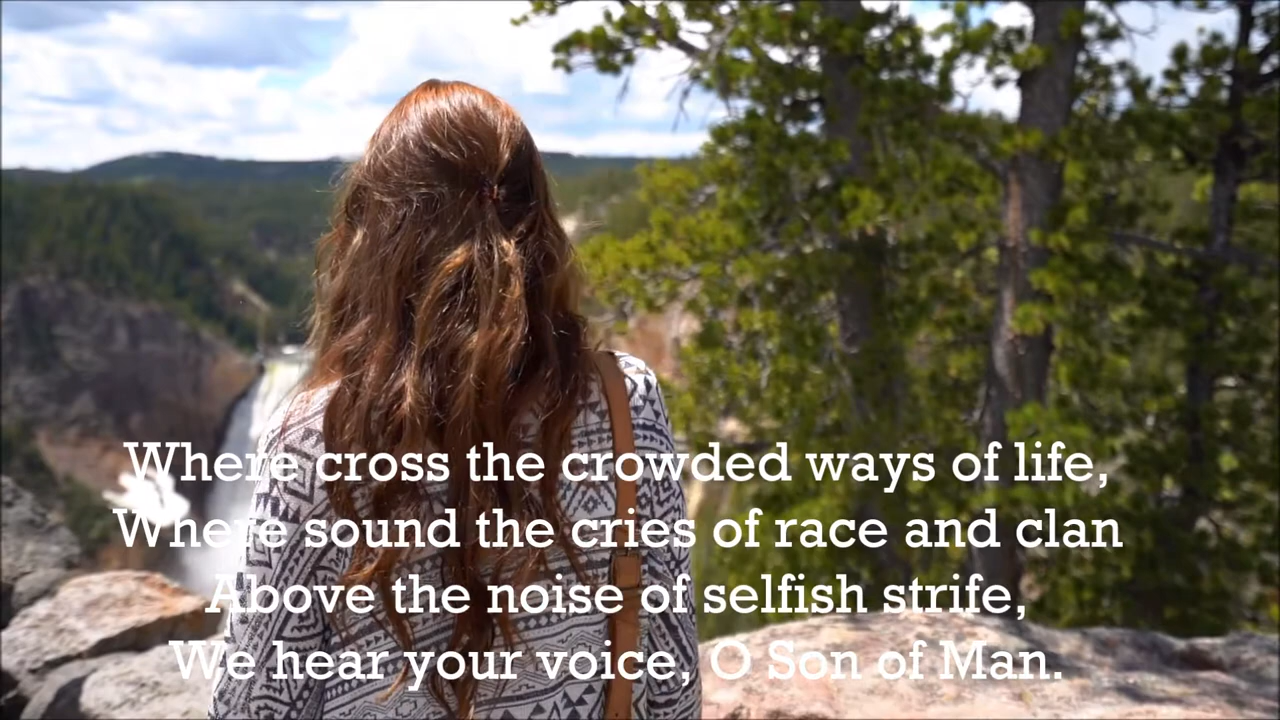 Where cross the crowded ways of life,
Where sound the cries of race and clan
Above the noise of selfish strife,
We hear your voice, O Son of Man.